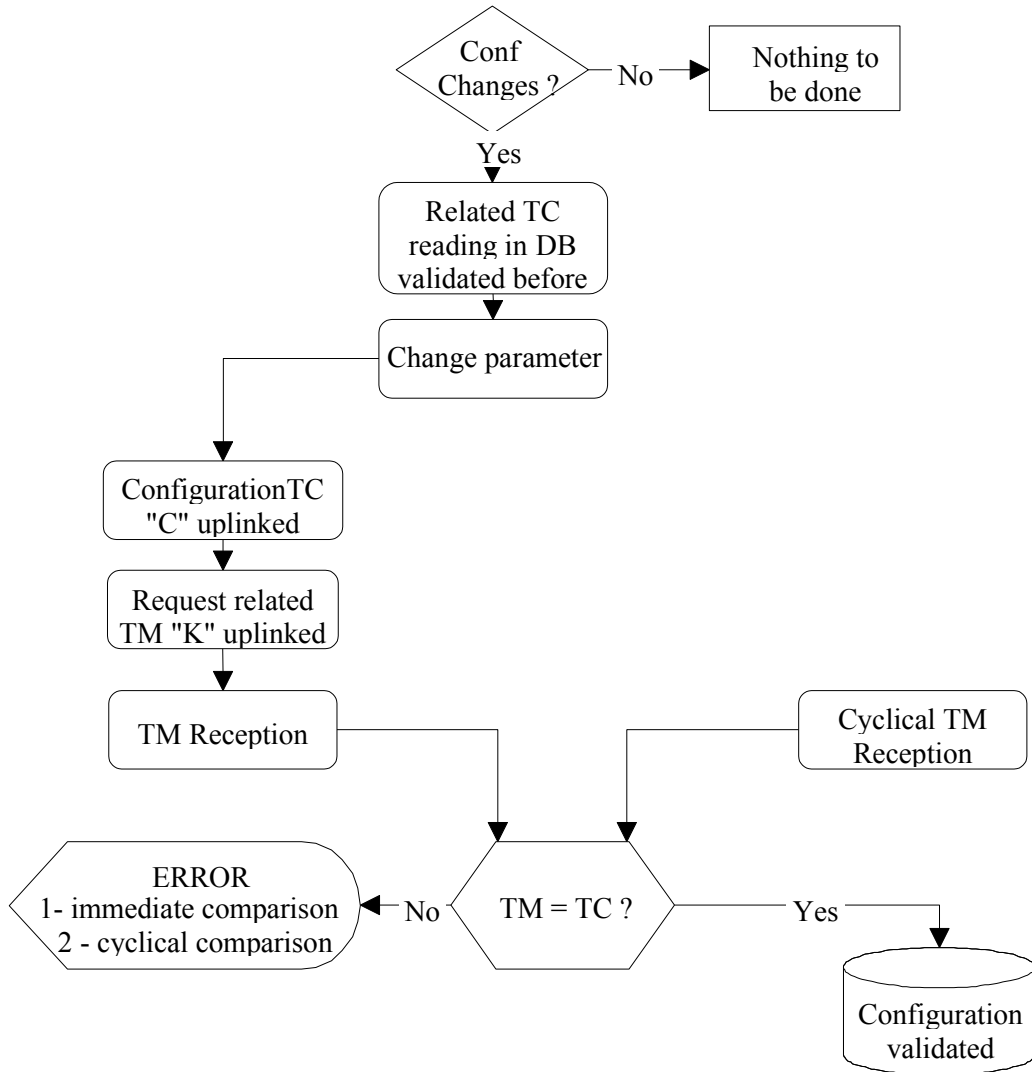 Conf
Changes ?
No
Nothing to
be done
Yes
Related TC
reading in DB
validated before
Change parameter
ConfigurationTC
"C" uplinked
Request related
TM "K" uplinked
TM Reception
Cyclical TM
Reception
ERROR
1- immediate comparison
2 - cyclical comparison
No
TM = TC ?
Yes
Configuration
validated